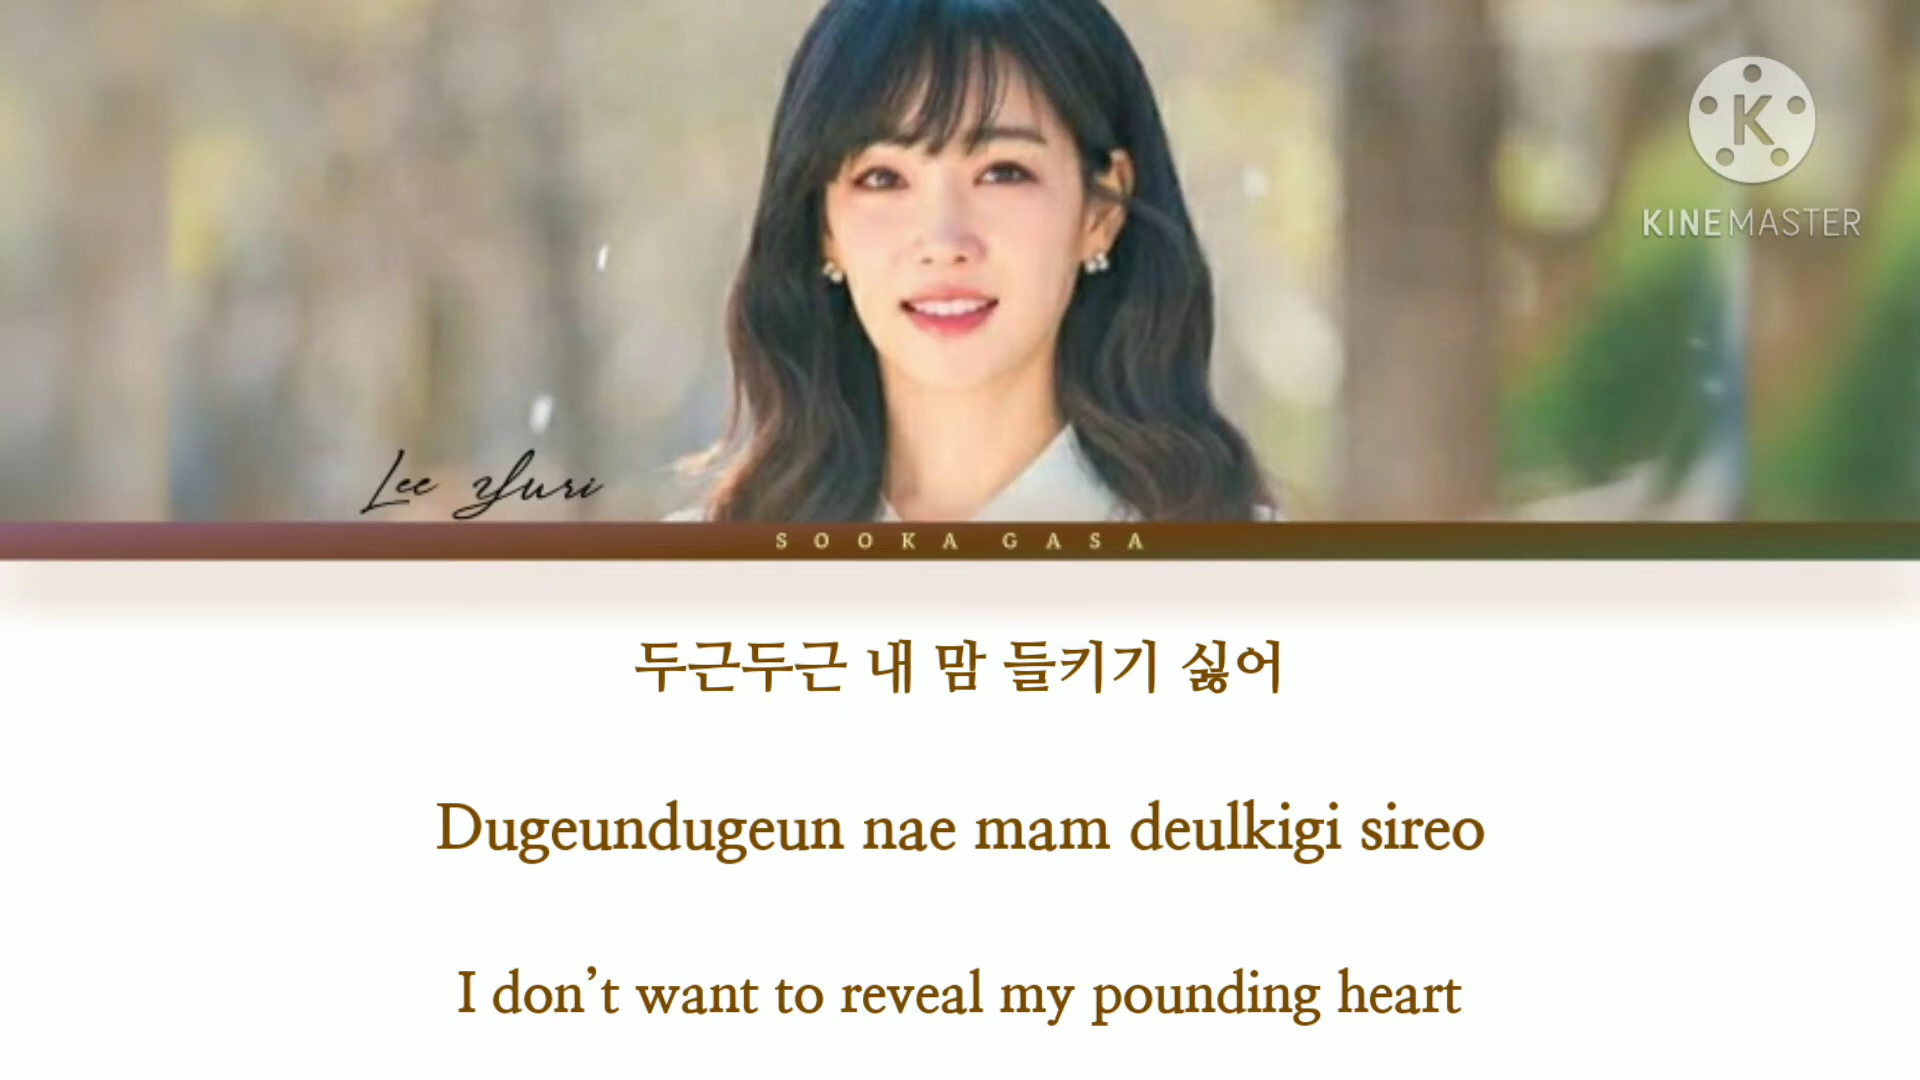 K
KINEMASTER
Lee Yuri
SOOKA GASA
두근두근 내 맘 들키기 싫어
Dugeundugeun nae mam deulkigi sireo
I don’t want to reveal my pounding heart